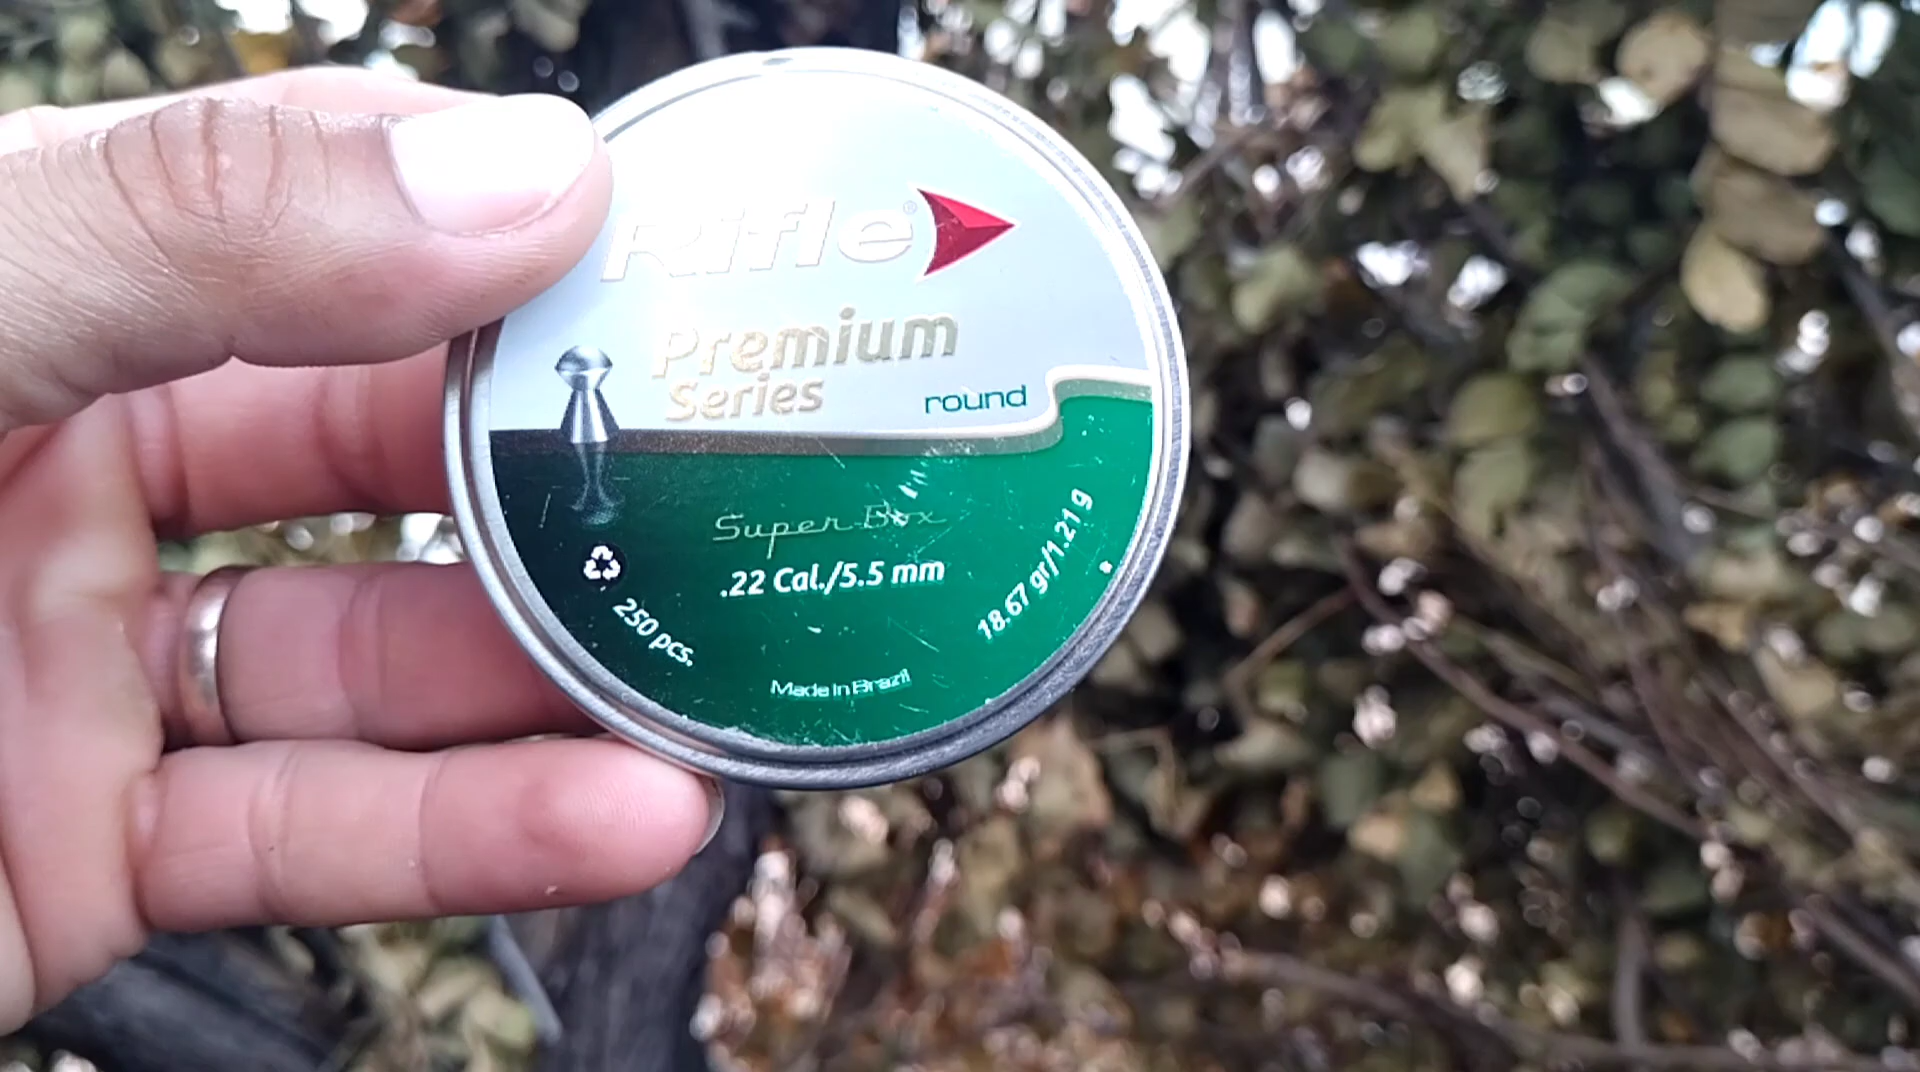 Rifle®
Premium
Series
round
Super Box
.22 Cal./5.5 mm
250 pcs.
18.67 gr/1.21 g
Made in Brazil